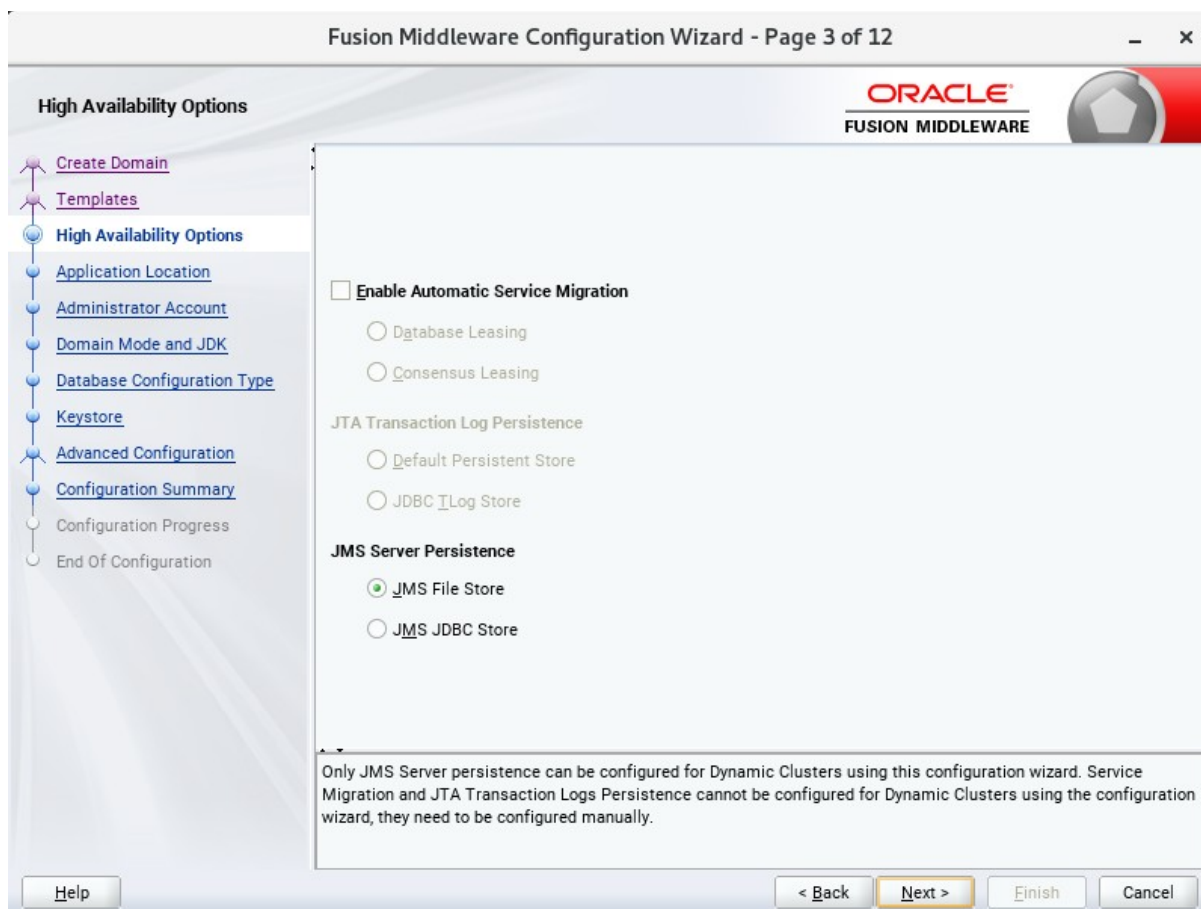 Fusion Middleware Configuration Wizard - Page 3 of 12
High Availability Options
ORACLE
FUSION MIDDLEWARE
Create Domain
Templates
High Availability Options
Application Location
Administrator Account
Domain Mode and JDK
Database Configuration Type
Keystore
Advanced Configuration
Configuration Summary
Configuration Progress
End Of Configuration
Enable Automatic Service Migration
Database Leasing
Consensus Leasing
JTA Transaction Log Persistence
Default Persistent Store
JDBC TLog Store
JMS Server Persistence
JMS File Store
JMS JDBC Store
Only JMS Server persistence can be configured for Dynamic Clusters using this configuration wizard. Service
Migration and JTA Transaction Logs Persistence cannot be configured for Dynamic Clusters using the configuration
wizard, they need to be configured manually.
Help
< Back
Next >
Finish
Cancel